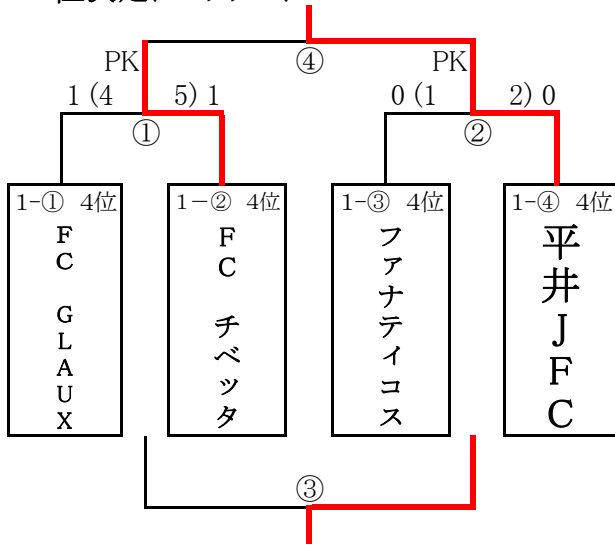 ④
PK
PK
1 (4 5) 1
0 (1 2) 0
①
②
1-① 4位
1－② 4位
1-③ 4位
1-④ 4位
FC GLAUX
FC チベッタ
ファナティコス
平井JFC
③